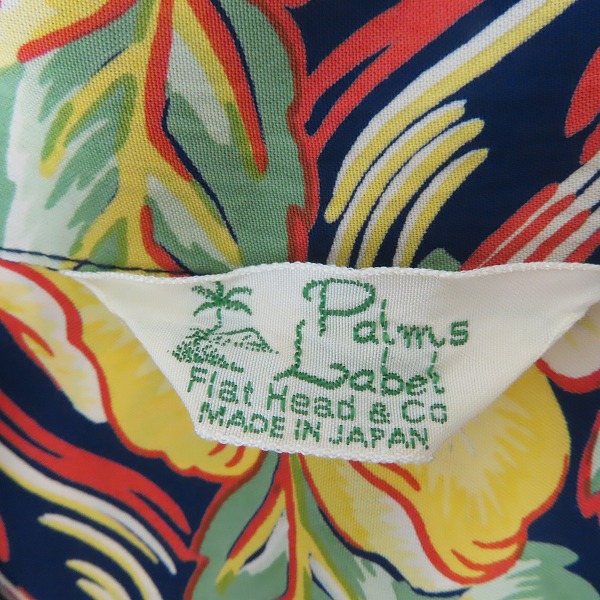 Palms
Label
Flat Head & Co
MADE IN JAPAN